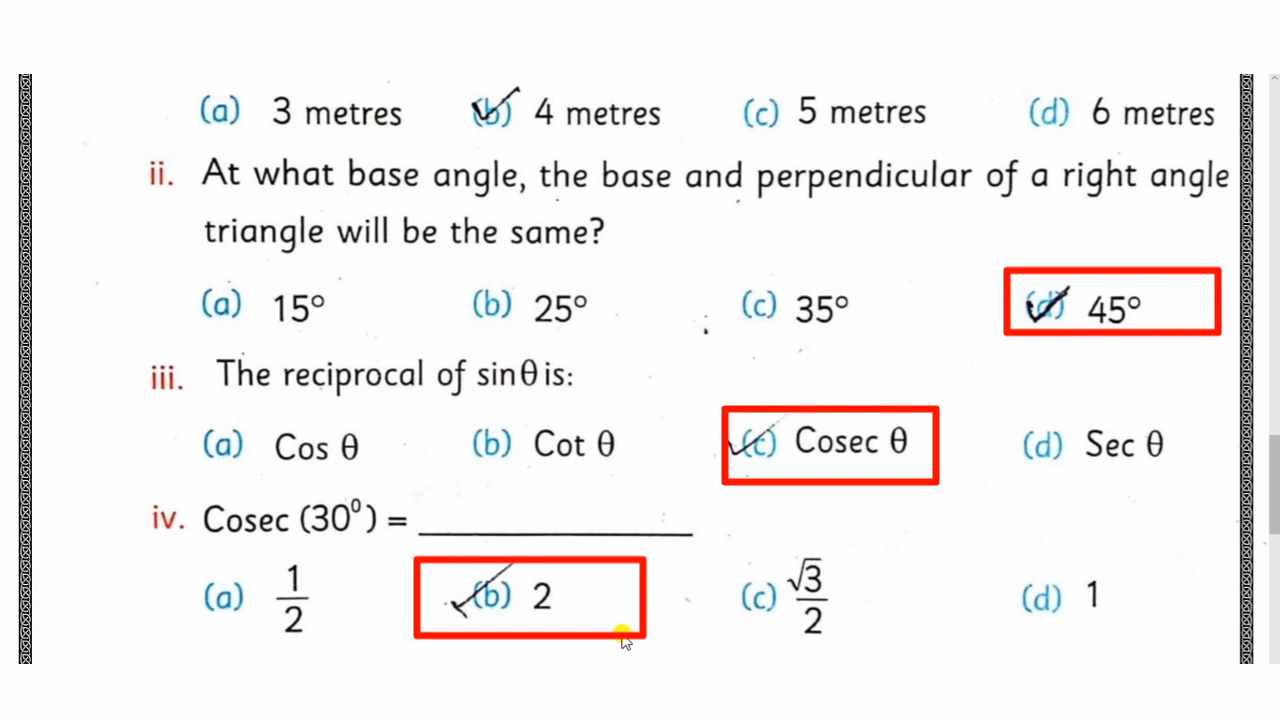 (a) 3 metres (b) 4 metres (c) 5 metres (d) 6 metres
ii. At what base angle, the base and perpendicular of a right angle
triangle will be the same?
(a) 15° (b) 25° (c) 35° (d) 45°
iii. The reciprocal of sinθ is:
(a) Cos θ (b) Cot θ (c) Cosec θ (d) Sec θ
iv. Cosec (30⁰) = ____________
(a) 1/2 (b) 2 (c) √3/2 (d) 1